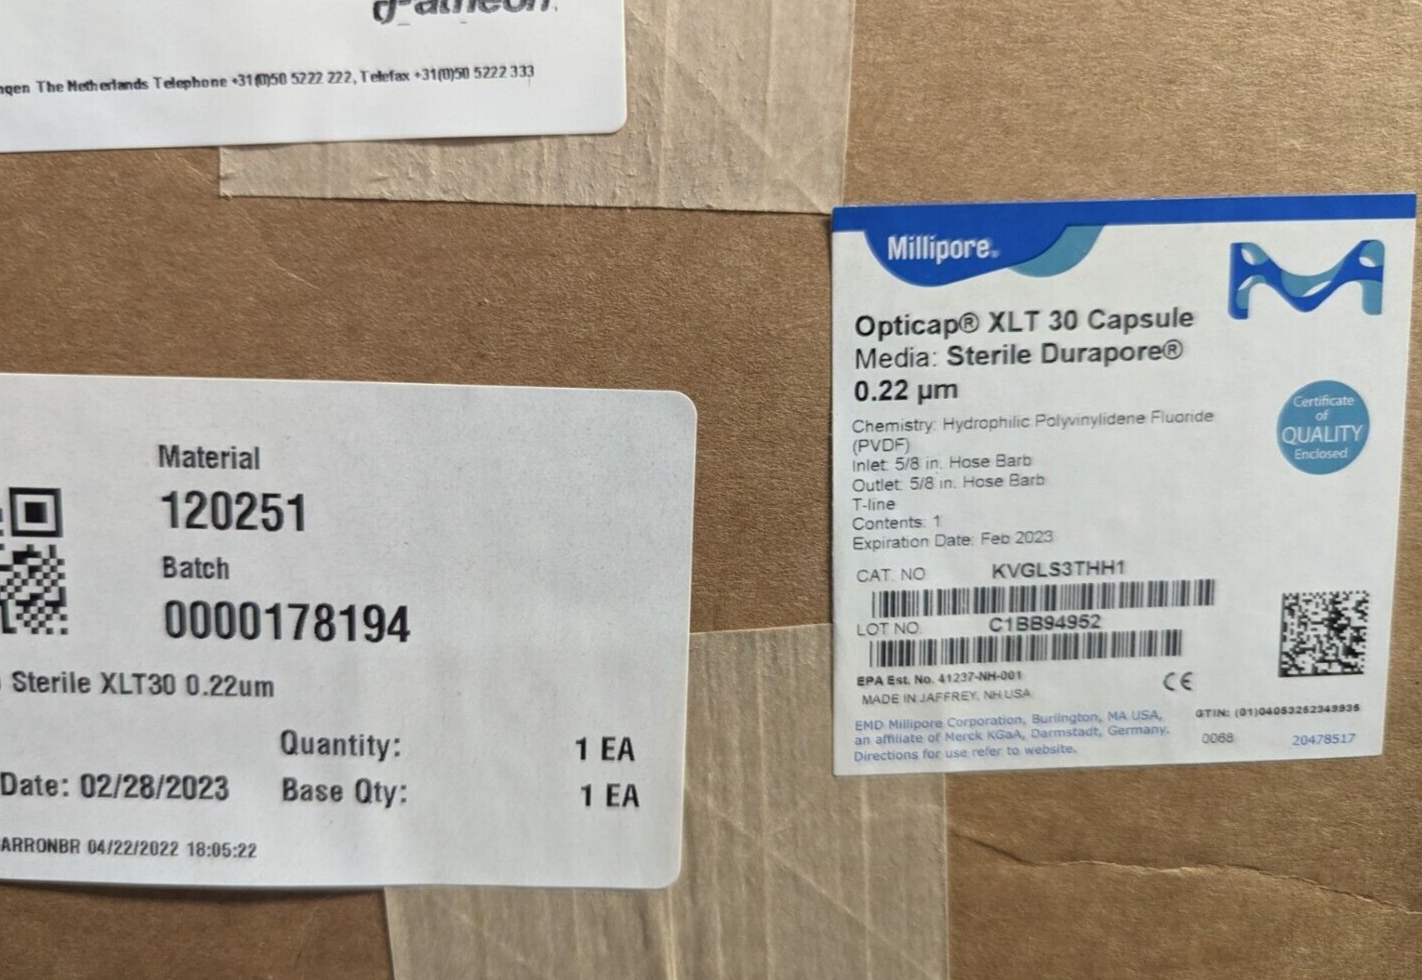 The Netherlands Telephone +31(0)50 5222 222, Telefax +31(0)50 5222 333
Material
120251
Batch
0000178194
Sterile XLT30 0.22um
Quantity: 1 EA
Date: 02/28/2023 Base Qty: 1 EA
ARRONBR 04/22/2022 18:05:22
Millipore®
Opticap® XLT 30 Capsule
Media: Sterile Durapore®
0.22 µm
Chemistry: Hydrophilic Polyvinylidene Fluoride
(PVDF)
Inlet: 5/8 in. Hose Barb
Outlet: 5/8 in. Hose Barb
T-line
Contents: 1
Expiration Date: Feb 2023
Certificate
of
QUALITY
Enclosed
CAT. NO KVGLS3THH1
LOT NO. C1BB94952
EPA Est. No. 41237-NH-001
MADE IN JAFFREY, NH USA
CE
EMD Millipore Corporation, Burlington, MA USA,
an affiliate of Merck KGaA, Darmstadt, Germany.
Directions for use refer to website.
GTIN: (01)04053252349935
0068 20478517